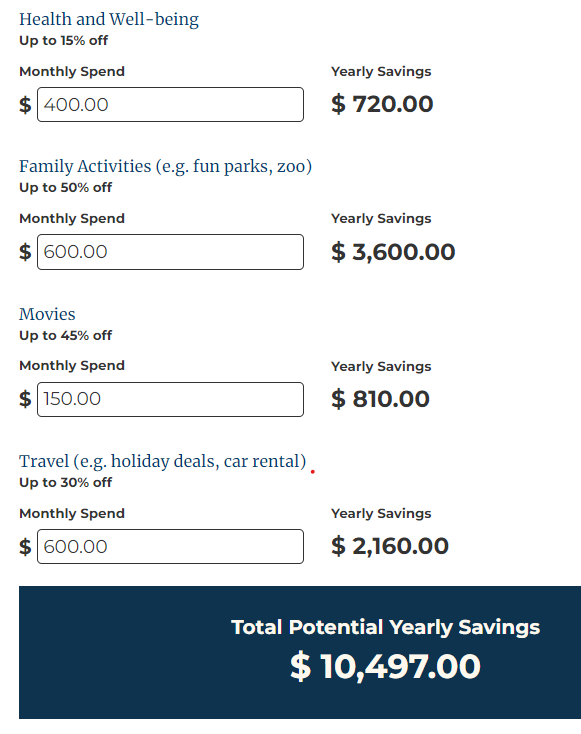 Health and Well-being
Up to 15% off
Monthly Spend Yearly Savings
$ 400.00 $ 720.00
Family Activities (e.g. fun parks, zoo)
Up to 50% off
Monthly Spend Yearly Savings
$ 600.00 $ 3,600.00
Movies
Up to 45% off
Monthly Spend Yearly Savings
$ 150.00 $ 810.00
Travel (e.g. holiday deals, car rental)
Up to 30% off
Monthly Spend Yearly Savings
$ 600.00 $ 2,160.00
Total Potential Yearly Savings
$ 10,497.00